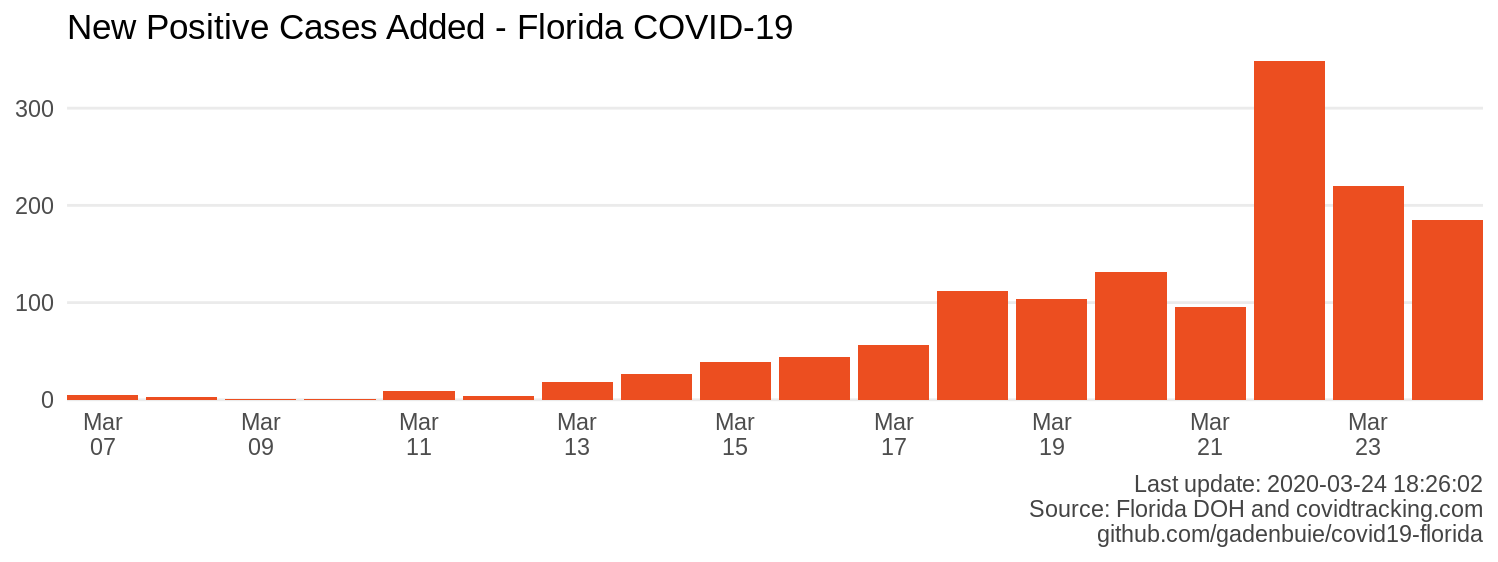 New Positive Cases Added - Florida COVID-19
300
200
100
0
Mar
07
Mar
09
Mar
11
Mar
13
Mar
15
Mar
17
Mar
19
Mar
21
Mar
23
Last update: 2020-03-24 18:26:02
Source: Florida DOH and covidtracking.com
github.com/gadenbuie/covid19-florida